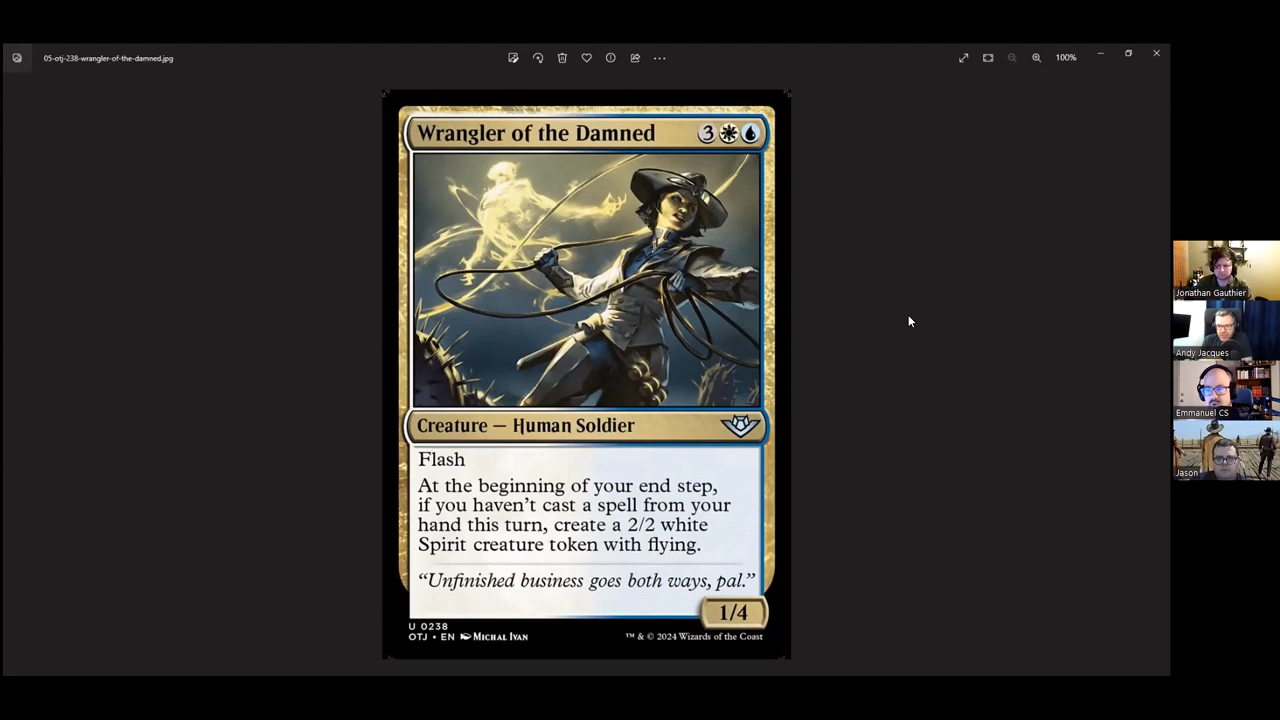 05-otj-238-wrangler-of-the-damned.jpg
100%
Wrangler of the Damned 3
Creature — Human Soldier
Flash
At the beginning of your end step,
if you haven't cast a spell from your
hand this turn, create a 2/2 white
Spirit creature token with flying.
“Unfinished business goes both ways, pal.”
1/4
U 0238
OTJ • EN MICHAL IVAN
™ & © 2024 Wizards of the Coast
Jonathan Gauthier
Andy Jacques
Emmanuel CS
Jason